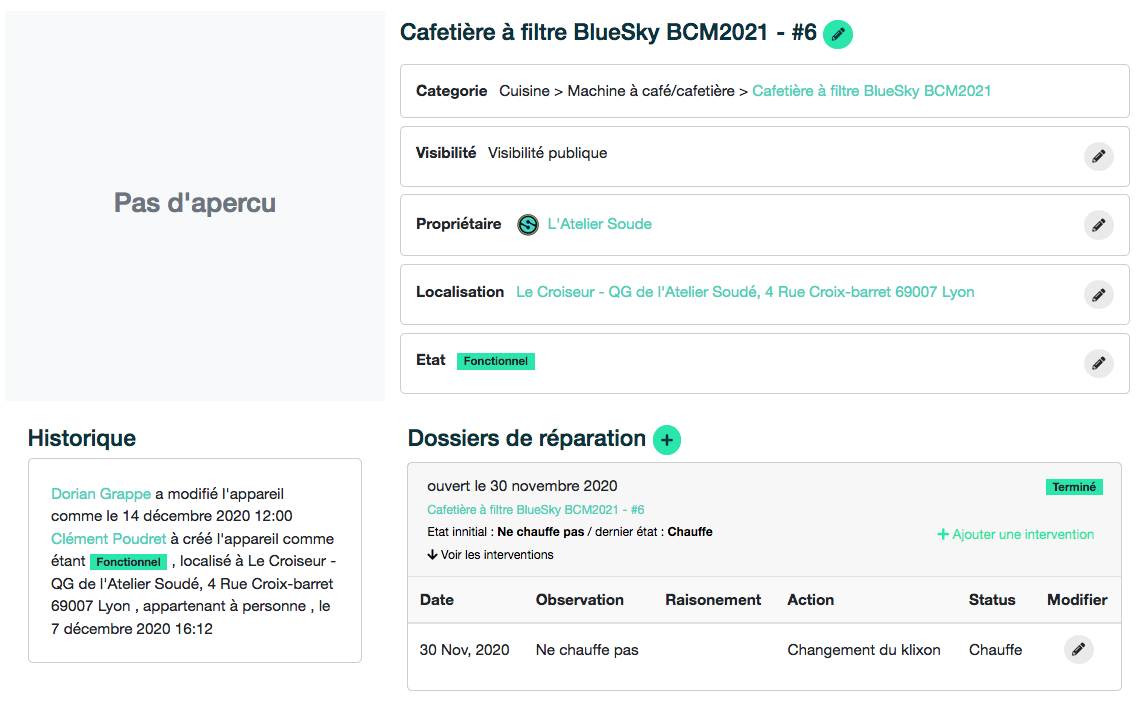 Pas d'apercu
Cafetière à filtre BlueSky BCM2021 - #6
Categorie Cuisine > Machine à café/cafetière > Cafetière à filtre BlueSky BCM2021
Visibilité Visibilité publique
Propriétaire L'Atelier Soude
Localisation Le Croiseur - QG de l'Atelier Soudé, 4 Rue Croix-barret 69007 Lyon
Etat Fonctionnel
Historique
Dorian Grappe a modifié l'appareil
comme le 14 décembre 2020 12:00
Clément Poudret à créé l'appareil comme
étant Fonctionnel , localisé à Le Croiseur -
QG de l'Atelier Soudé, 4 Rue Croix-barret
69007 Lyon , appartenant à personne , le
7 décembre 2020 16:12
Dossiers de réparation +
ouvert le 30 novembre 2020 Terminé
Cafetière à filtre BlueSky BCM2021 - #6
Etat innitial : Ne chauffe pas / dernier état : Chauffe
+ Ajouter une intervention
↓ Voir les interventions
Date Observation Raisonement Action Status Modifier
30 Nov, 2020 Ne chauffe pas Changement du klixon Chauffe